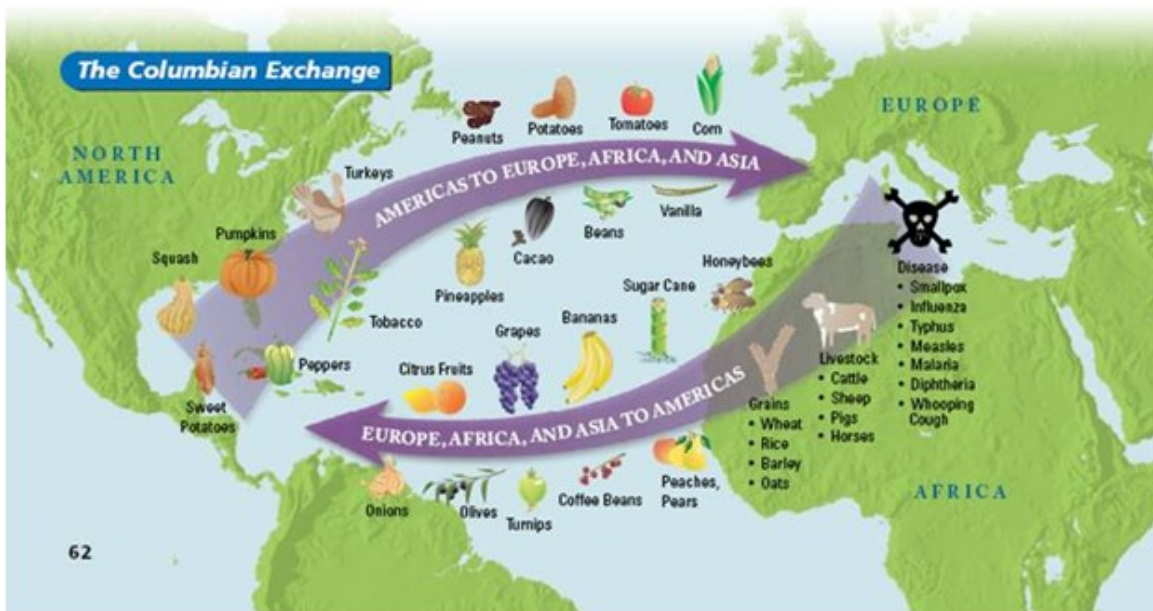 The Columbian Exchange
NORTH
AMERICA
EUROPE
AFRICA
AMERICAS TO EUROPE, AFRICA, AND ASIA
Squash
Pumpkins
Turkeys
Peanuts
Potatoes
Tomatoes
Corn
Sweet
Potatoes
Peppers
Tobacco
Pineapples
Cacao
Beans
Vanilla
EUROPE, AFRICA, AND ASIA TO AMERICAS
Citrus Fruits
Grapes
Bananas
Sugar Cane
Honeybees
Onions
Olives
Turnips
Coffee Beans
Peaches,
Pears
Grains
• Wheat
• Rice
• Barley
• Oats
Livestock
• Cattle
• Sheep
• Pigs
• Horses
Disease
• Smallpox
• Influenza
• Typhus
• Measles
• Malaria
• Diphtheria
• Whooping
Cough
62